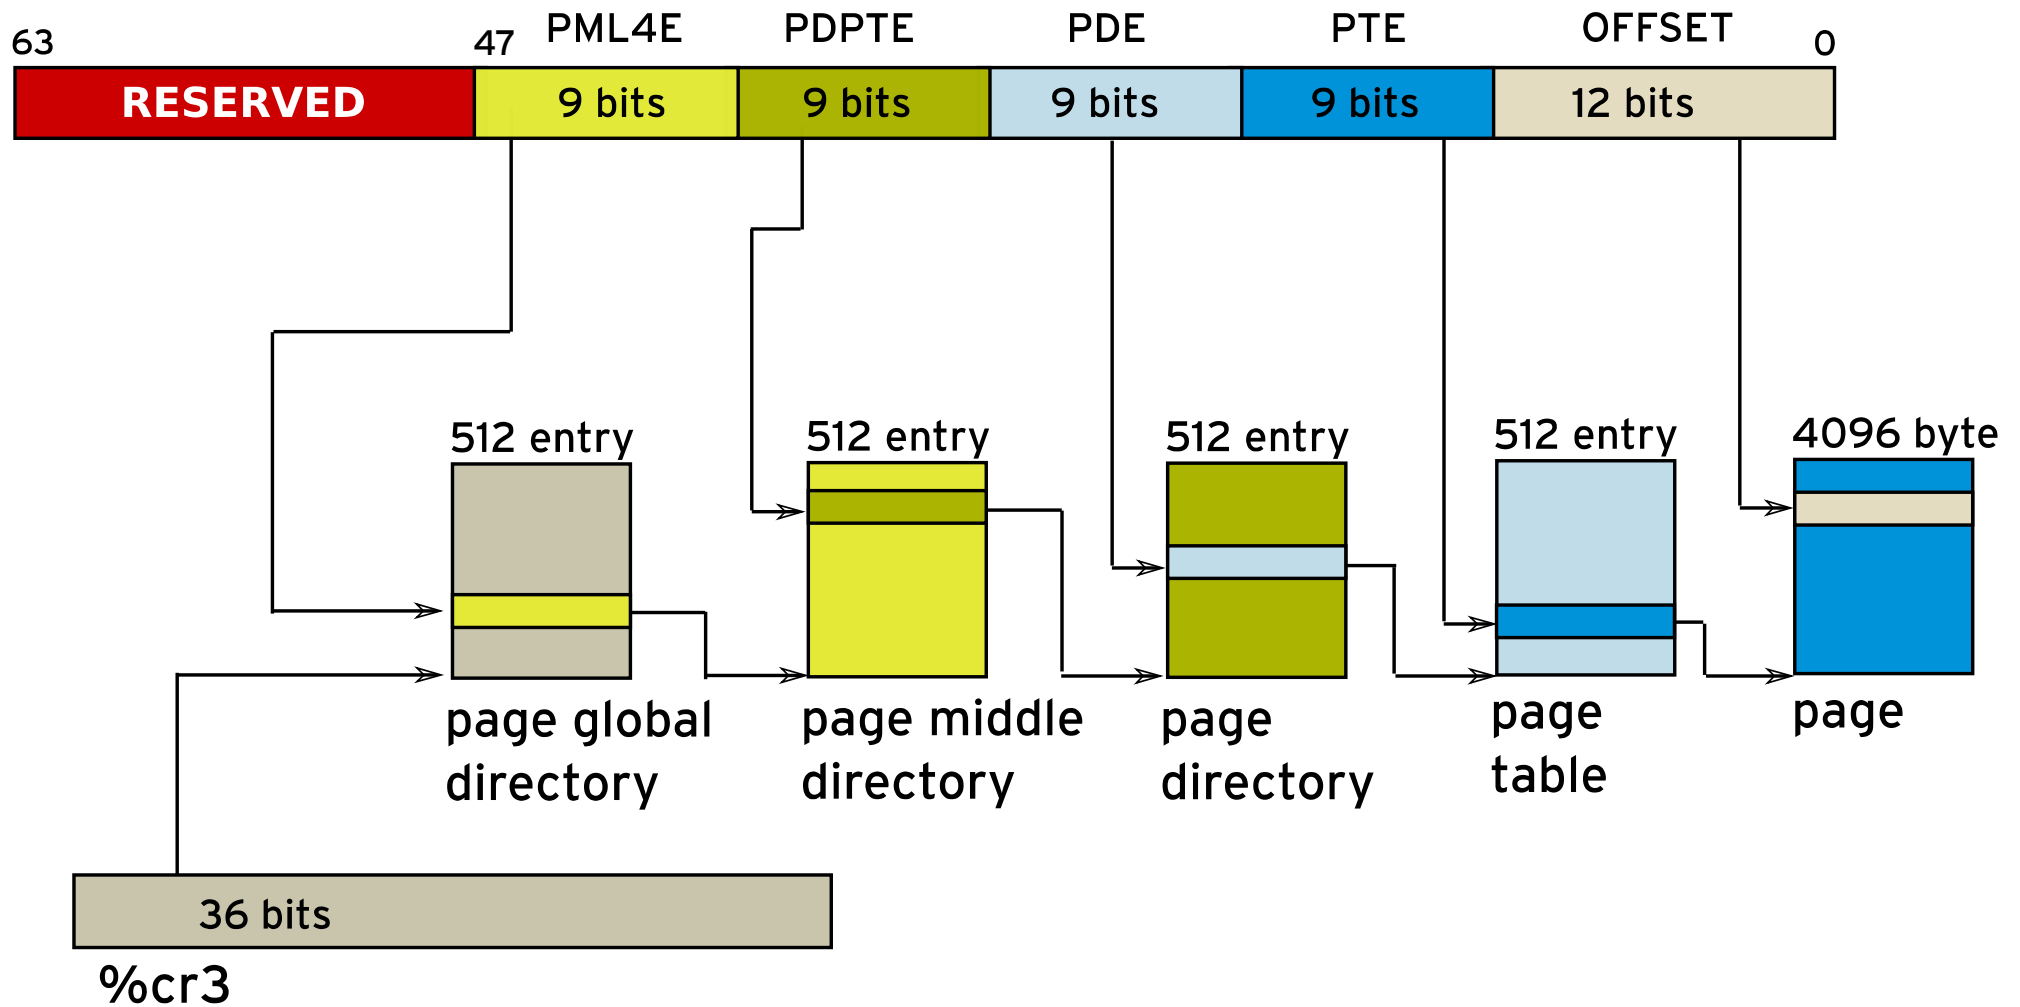 63
47
PML4E
PDPTE
PDE
PTE
OFFSET
0
RESERVED
9 bits
9 bits
9 bits
9 bits
12 bits
512 entry
512 entry
512 entry
512 entry
4096 byte
page global
directory
page middle
directory
page
directory
page
table
page
36 bits
%cr3